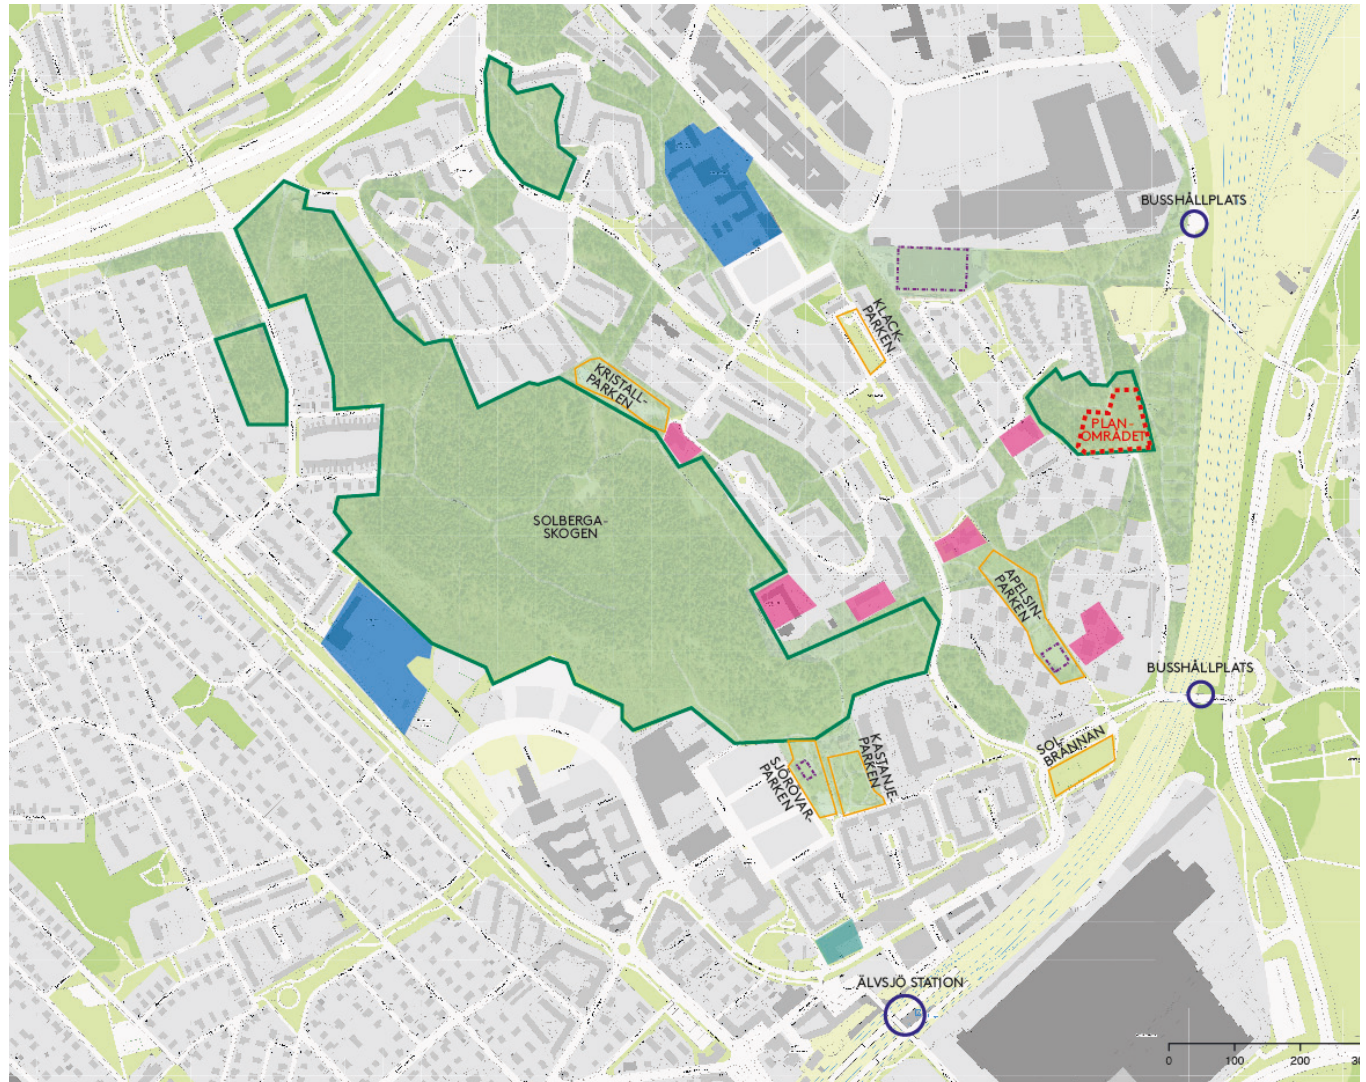 BUSSHÅLLPLATS
KLACK-
PARKEN
KRISTALL-
PARKEN
PLAN-
OMRÅDET
SOLBERGA-
SKOGEN
APELSIN-
PARKEN
BUSSHÅLLPLATS
SOL-
BRÄNNAN
SJÖRÖVAR-
PARKEN
KASTANJE-
PARKEN
ÄLVSJÖ STATION
0 100 200